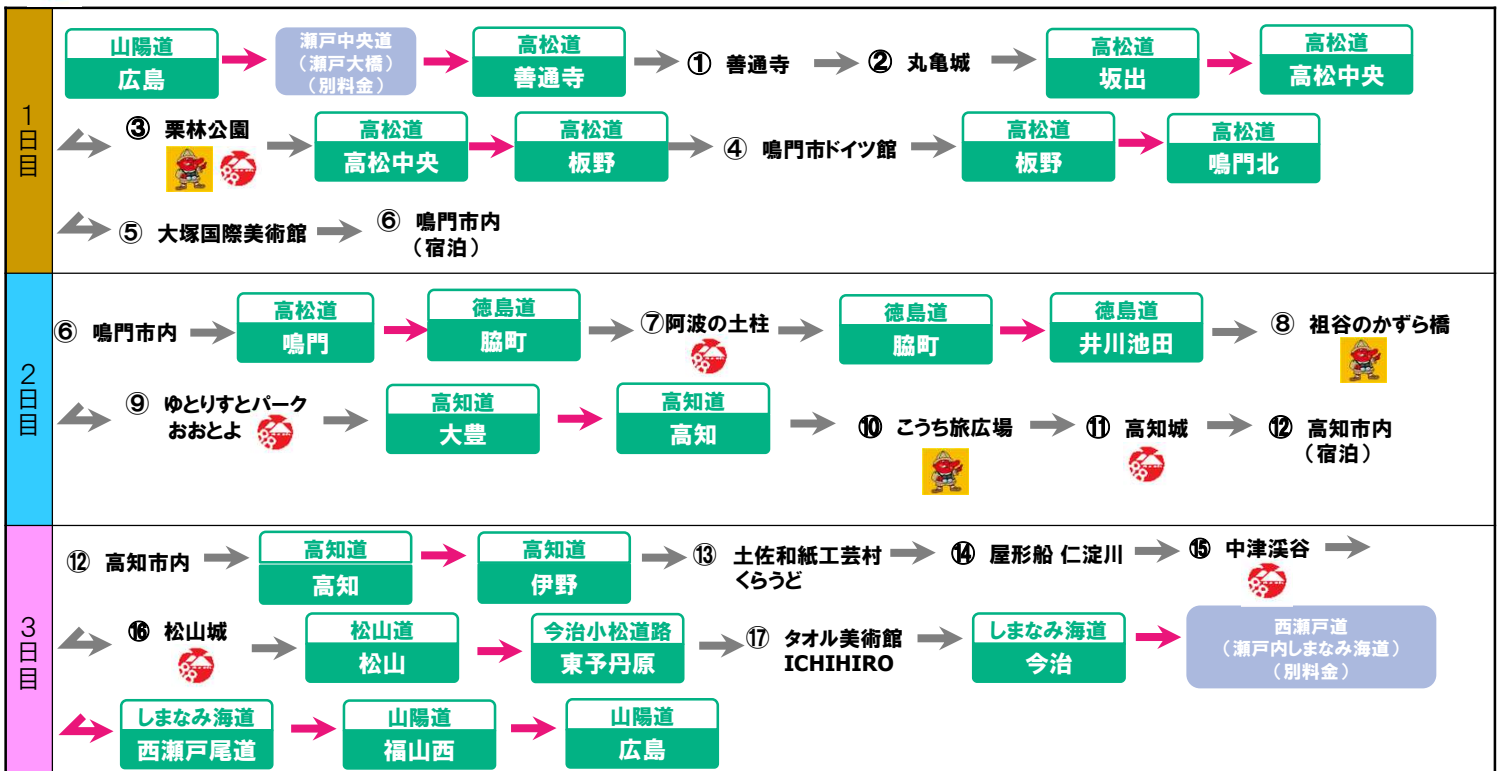 1日目
山陽道
広島
瀬戸中央道
（瀬戸大橋）
（別料金）
高松道
善通寺
① 善通寺
② 丸亀城
高松道
坂出
高松道
高松中央
③ 栗林公園
高松道
高松中央
高松道
板野
④ 鳴門市ドイツ館
高松道
板野
高松道
鳴門北
⑤ 大塚国際美術館
⑥ 鳴門市内
（宿泊）
2日目
⑥ 鳴門市内
高松道
鳴門
徳島道
脇町
⑦阿波の土柱
徳島道
脇町
徳島道
井川池田
⑧ 祖谷のかずら橋
⑨ ゆとりすとパーク
おおとよ
高知道
大豊
高知道
高知
⑩ こうち旅広場
⑪ 高知城
⑫ 高知市内
（宿泊）
3日目
⑫ 高知市内
高知道
高知
高知道
伊野
⑬ 土佐和紙工芸村
くらうど
⑭ 屋形船 仁淀川
⑮ 中津渓谷
⑯ 松山城
松山道
松山
今治小松道路
東予丹原
⑰ タオル美術館
ICHIHIRO
しまなみ海道
今治
西瀬戸道
（瀬戸内しまなみ海道）
（別料金）
しまなみ海道
西瀬戸尾道
山陽道
福山西
山陽道
広島